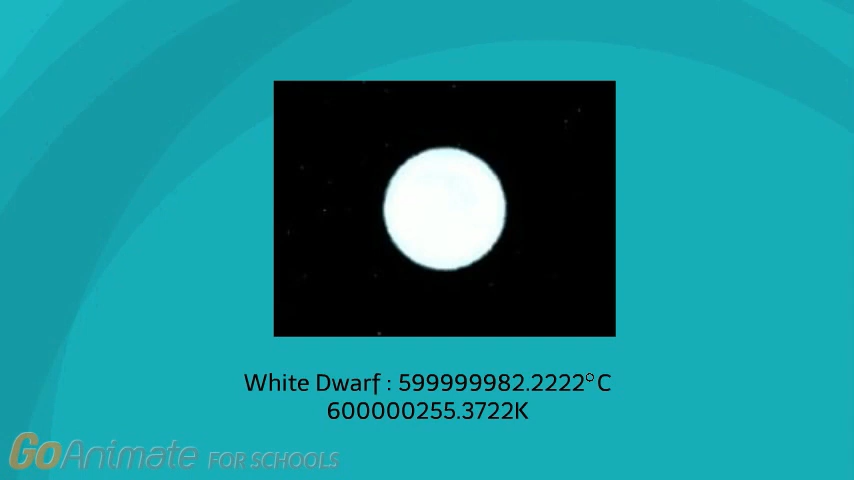 White Dwarf : 599999982.2222°C
600000255.3722K
GoAnimate FOR SCHOOLS